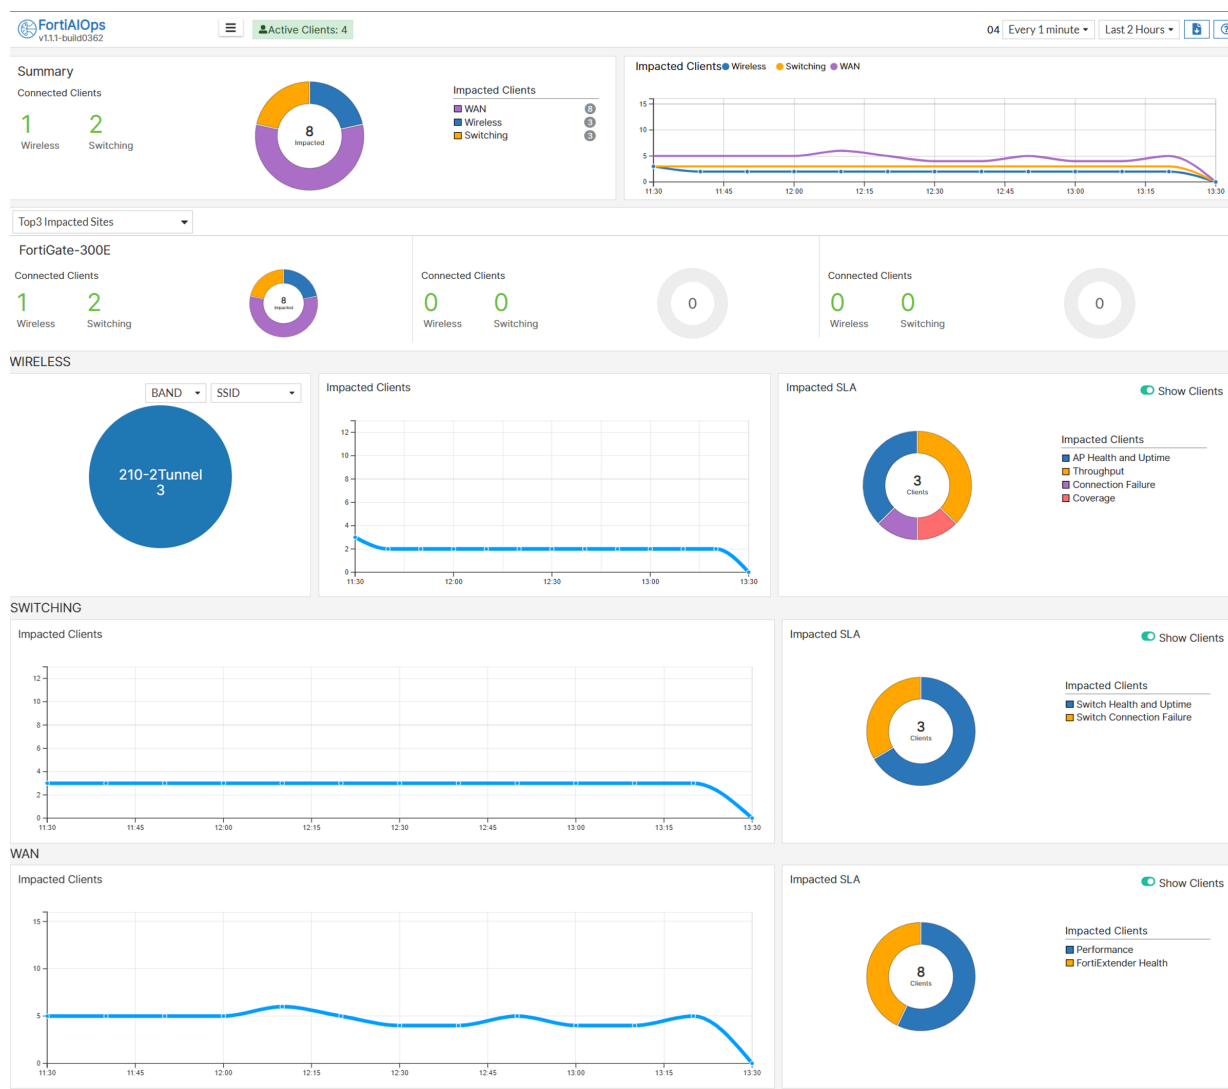 FortiAIOps
v1.1.1-build0362
Active Clients: 4
04
Every 1 minute
Last 2 Hours
Summary
Connected Clients
1
2
Wireless
Switching
8
Impacted
Impacted Clients
WAN
8
Wireless
3
Switching
3
Impacted Clients
Wireless
Switching
WAN
15
10
5
0
11:30
11:45
12:00
12:15
12:30
12:45
13:00
13:15
13:30
Top3 Impacted Sites
FortiGate-300E
Connected Clients
1
2
Wireless
Switching
8
Impacted
Connected Clients
0
0
Wireless
Switching
0
Connected Clients
0
0
Wireless
Switching
0
WIRELESS
BAND
SSID
210-2Tunnel
3
Impacted Clients
12
10
8
6
4
2
0
11:30
12:00
12:30
13:00
13:30
Impacted SLA
Show Clients
3
Clients
Impacted Clients
AP Health and Uptime
Throughput
Connection Failure
Coverage
SWITCHING
Impacted Clients
12
10
8
6
4
2
0
11:30
11:45
12:00
12:15
12:30
12:45
13:00
13:15
13:30
Impacted SLA
Show Clients
3
Clients
Impacted Clients
Switch Health and Uptime
Switch Connection Failure
WAN
Impacted Clients
15
10
5
0
11:30
11:45
12:00
12:15
12:30
12:45
13:00
13:15
13:30
Impacted SLA
Show Clients
8
Clients
Impacted Clients
Performance
FortiExtender Health